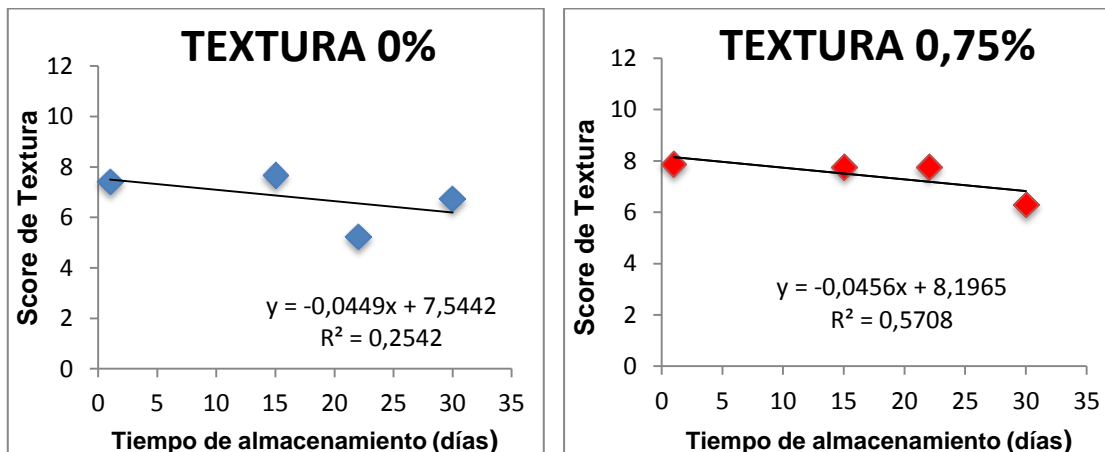 TEXTURA 0%
12
10
8
6
4
2
0
Score de Textura
y = -0,0449x + 7,5442
R² = 0,2542
0 5 10 15 20 25 30 35
Tiempo de almacenamiento (días)
TEXTURA 0,75%
12
10
8
6
4
2
0
Score de Textura
y = -0,0456x + 8,1965
R² = 0,5708
0 5 10 15 20 25 30 35
Tiempo de almacenamiento (días)